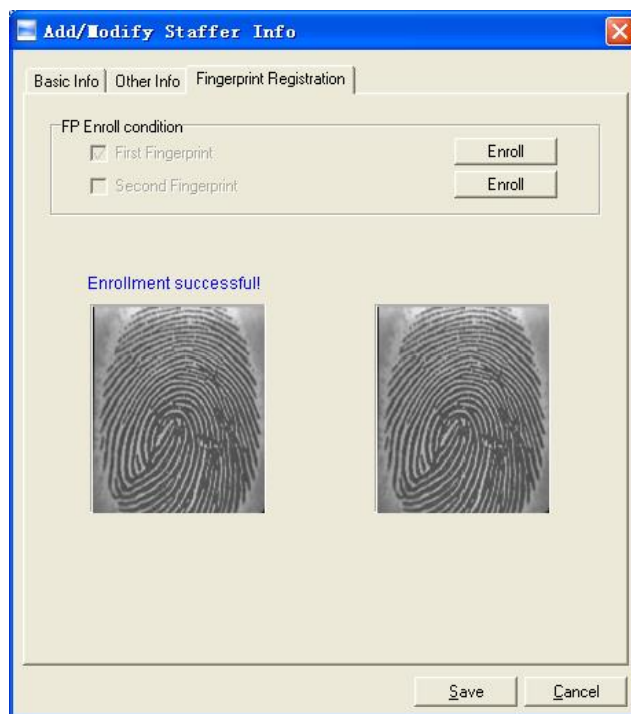 Add/Modify Staffer Info
Basic Info Other Info Fingerprint Registration
FP Enroll condition
First Fingerprint Enroll
Second Fingerprint Enroll
Enrollment successful!
Save Cancel